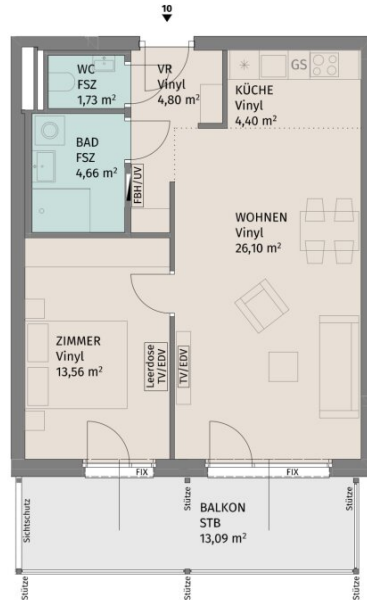 10
WC
FSZ
1,73 m²
VR
Vinyl
4,80 m²
GS
KÜCHE
Vinyl
4,40 m²
BAD
FSZ
4,66 m²
FBH/UV
WOHNEN
Vinyl
26,10 m²
ZIMMER
Vinyl
13,56 m²
Leerdose
TV/EDV
TV/EDV
FIX
FIX
Sichtschutz
Stütze
Stütze
BALKON
STB
13,09 m²
Stütze
Stütze
Stütze